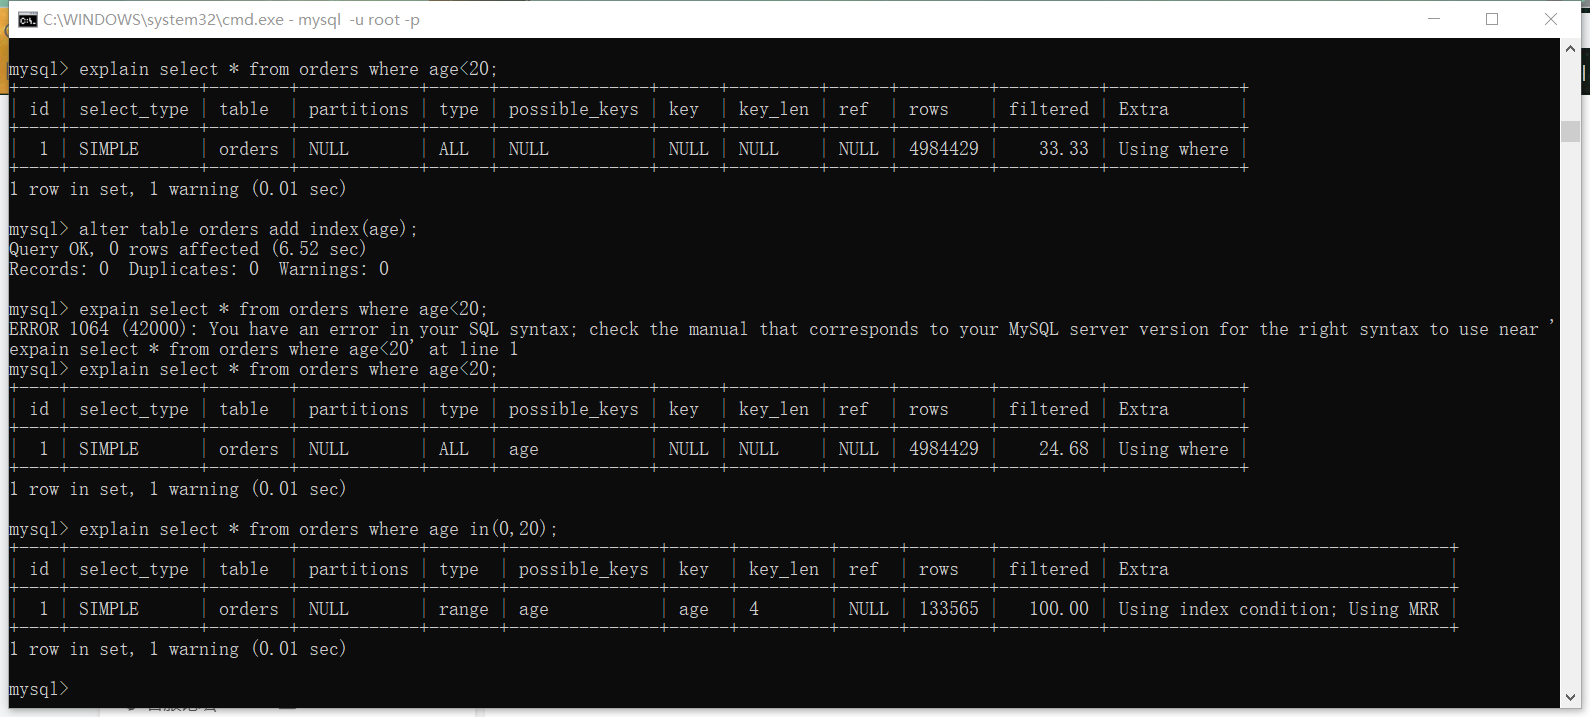 C:\WINDOWS\system32\cmd.exe - mysql  -u root -p
mysql> explain select * from orders where age<20;
+----+-------------+--------+------------+------+---------------+------+---------+------+---------+----------+-------------+
| id | select_type | table  | partitions | type | possible_keys | key  | key_len | ref  | rows    | filtered | Extra       |
+----+-------------+--------+------------+------+---------------+------+---------+------+---------+----------+-------------+
|  1 | SIMPLE      | orders | NULL       | ALL  | NULL          | NULL | NULL    | NULL | 4984429 |    33.33 | Using where |
+----+-------------+--------+------------+------+---------------+------+---------+------+---------+----------+-------------+
1 row in set, 1 warning (0.01 sec)
mysql> alter table orders add index(age);
Query OK, 0 rows affected (6.52 sec)
Records: 0  Duplicates: 0  Warnings: 0
mysql> expain select * from orders where age<20;
ERROR 1064 (42000): You have an error in your SQL syntax; check the manual that corresponds to your MySQL server version for the right syntax to use near '
expain select * from orders where age<20' at line 1
mysql> explain select * from orders where age<20;
+----+-------------+--------+------------+------+---------------+------+---------+------+---------+----------+-------------+
| id | select_type | table  | partitions | type | possible_keys | key  | key_len | ref  | rows    | filtered | Extra       |
+----+-------------+--------+------------+------+---------------+------+---------+------+---------+----------+-------------+
|  1 | SIMPLE      | orders | NULL       | ALL  | age           | NULL | NULL    | NULL | 4984429 |    24.68 | Using where |
+----+-------------+--------+------------+------+---------------+------+---------+------+---------+----------+-------------+
1 row in set, 1 warning (0.01 sec)
mysql> explain select * from orders where age in(0,20);
+----+-------------+--------+------------+-------+---------------+------+---------+------+--------+----------+----------------------------------+
| id | select_type | table  | partitions | type  | possible_keys | key  | key_len | ref  | rows   | filtered | Extra                            |
+----+-------------+--------+------------+-------+---------------+------+---------+------+--------+----------+----------------------------------+
|  1 | SIMPLE      | orders | NULL       | range | age           | age  | 4       | NULL | 133565 |   100.00 | Using index condition; Using MRR |
+----+-------------+--------+------------+-------+---------------+------+---------+------+--------+----------+----------------------------------+
1 row in set, 1 warning (0.01 sec)
mysql>